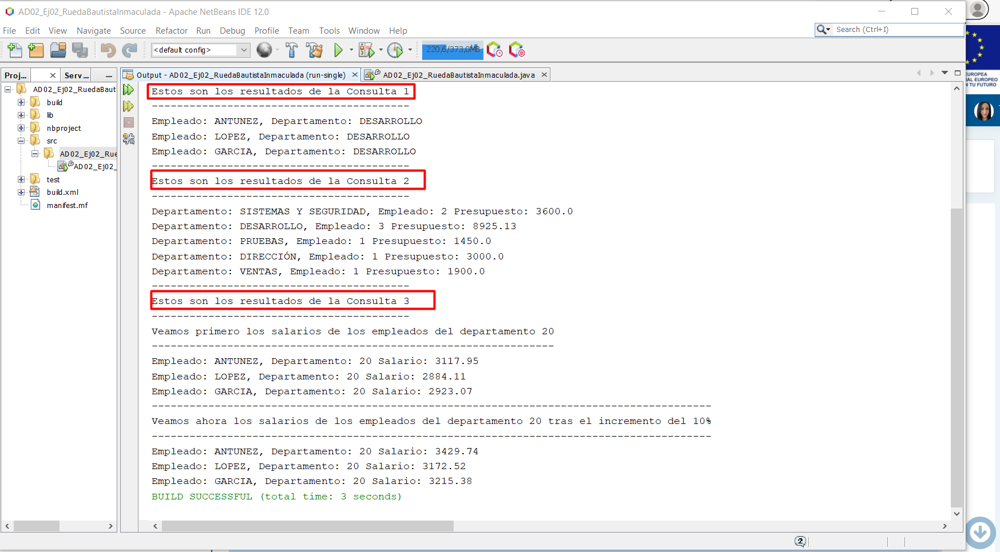 AD02_Ej02_RuedaBautistaInmaculada - Apache NetBeans IDE 12.0
File Edit View Navigate Source Refactor Run Debug Profile Team Tools Window Help
Search (Ctrl+I)
<default config>
220,6/373,0MB
Proj... Serv...
Output - AD02_Ej02_RuedaBautistaInmaculada (run-single)
AD02_Ej02_RuedaBautistaInmaculada.java
AD02_Ej02_RuedaBaut
build
lib
nbproject
src
AD02_Ej02_Rue
AD02_Ej02_
test
build.xml
manifest.mf
Estos son los resultados de la Consulta 1
-----------------------------------------
Empleado: ANTUNEZ, Departamento: DESARROLLO
Empleado: LOPEZ, Departamento: DESARROLLO
Empleado: GARCIA, Departamento: DESARROLLO
-----------------------------------------
Estos son los resultados de la Consulta 2
-----------------------------------------
Departamento: SISTEMAS Y SEGURIDAD, Empleado: 2 Presupuesto: 3600.0
Departamento: DESARROLLO, Empleado: 3 Presupuesto: 8925.13
Departamento: PRUEBAS, Empleado: 1 Presupuesto: 1450.0
Departamento: DIRECCIÓN, Empleado: 1 Presupuesto: 3000.0
Departamento: VENTAS, Empleado: 1 Presupuesto: 1900.0
-----------------------------------------
Estos son los resultados de la Consulta 3
-----------------------------------------
Veamos primero los salarios de los empleados del departamento 20
----------------------------------------------------------------
Empleado: ANTUNEZ, Departamento: 20 Salario: 3117.95
Empleado: LOPEZ, Departamento: 20 Salario: 2884.11
Empleado: GARCIA, Departamento: 20 Salario: 2923.07
-----------------------------------------------------------------------------------------
Veamos ahora los salarios de los empleados del departamento 20 tras el incremento del 10%
-----------------------------------------------------------------------------------------
Empleado: ANTUNEZ, Departamento: 20 Salario: 3429.74
Empleado: LOPEZ, Departamento: 20 Salario: 3172.52
Empleado: GARCIA, Departamento: 20 Salario: 3215.38
BUILD SUCCESSFUL (total time: 3 seconds)
UROPEA
AL EUROPEO
N TU FUTURO
2